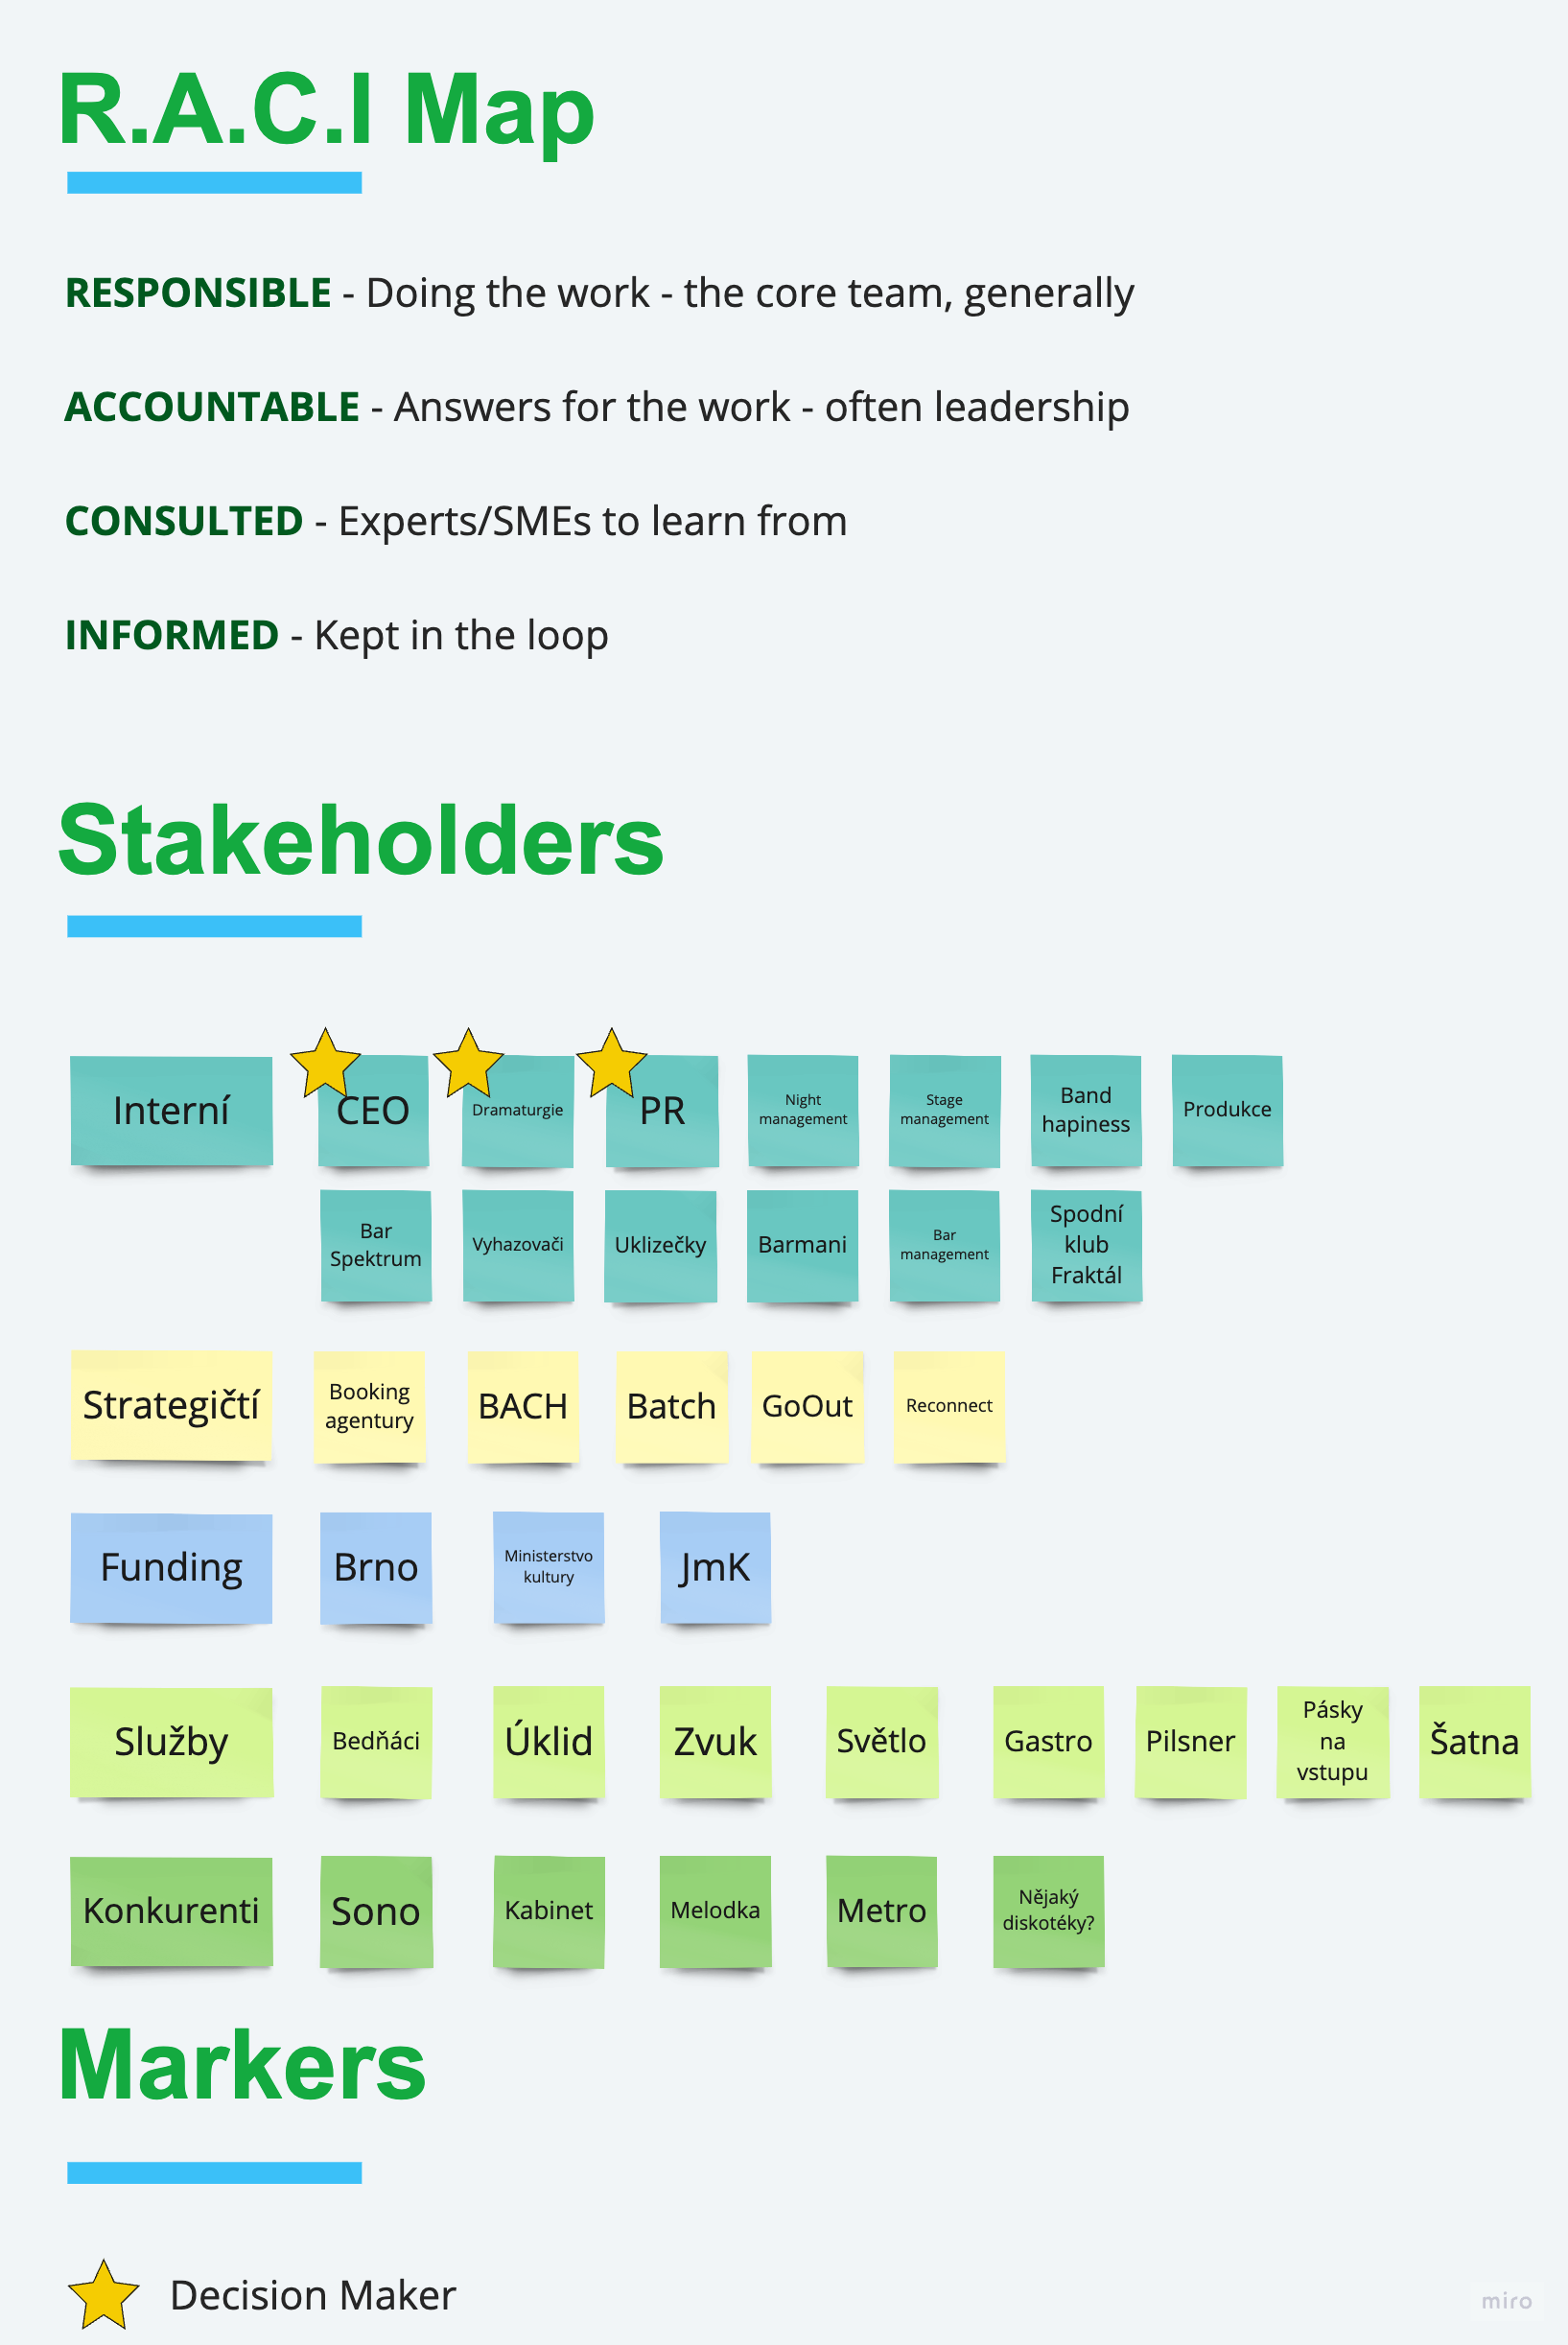 R.A.C.I Map
RESPONSIBLE - Doing the work - the core team, generally
ACCOUNTABLE - Answers for the work - often leadership
CONSULTED - Experts/SMEs to learn from
INFORMED - Kept in the loop
Stakeholders
Interní
CEO
Dramaturgie
PR
Night
management
Stage
management
Band
hapiness
Produkce
Bar
Spektrum
Vyhazovači
Uklizečky
Barmani
Bar
management
Spodní
klub
Fraktál
Strategičtí
Booking
agentury
BACH
Batch
GoOut
Reconnect
Funding
Brno
Ministerstvo
kultury
JmK
Služby
Bedňáci
Úklid
Zvuk
Světlo
Gastro
Pilsner
Pásky
na
vstupu
Šatna
Konkurenti
Sono
Kabinet
Melodka
Metro
Nějaký
diskotéky?
Markers
Decision Maker
miro